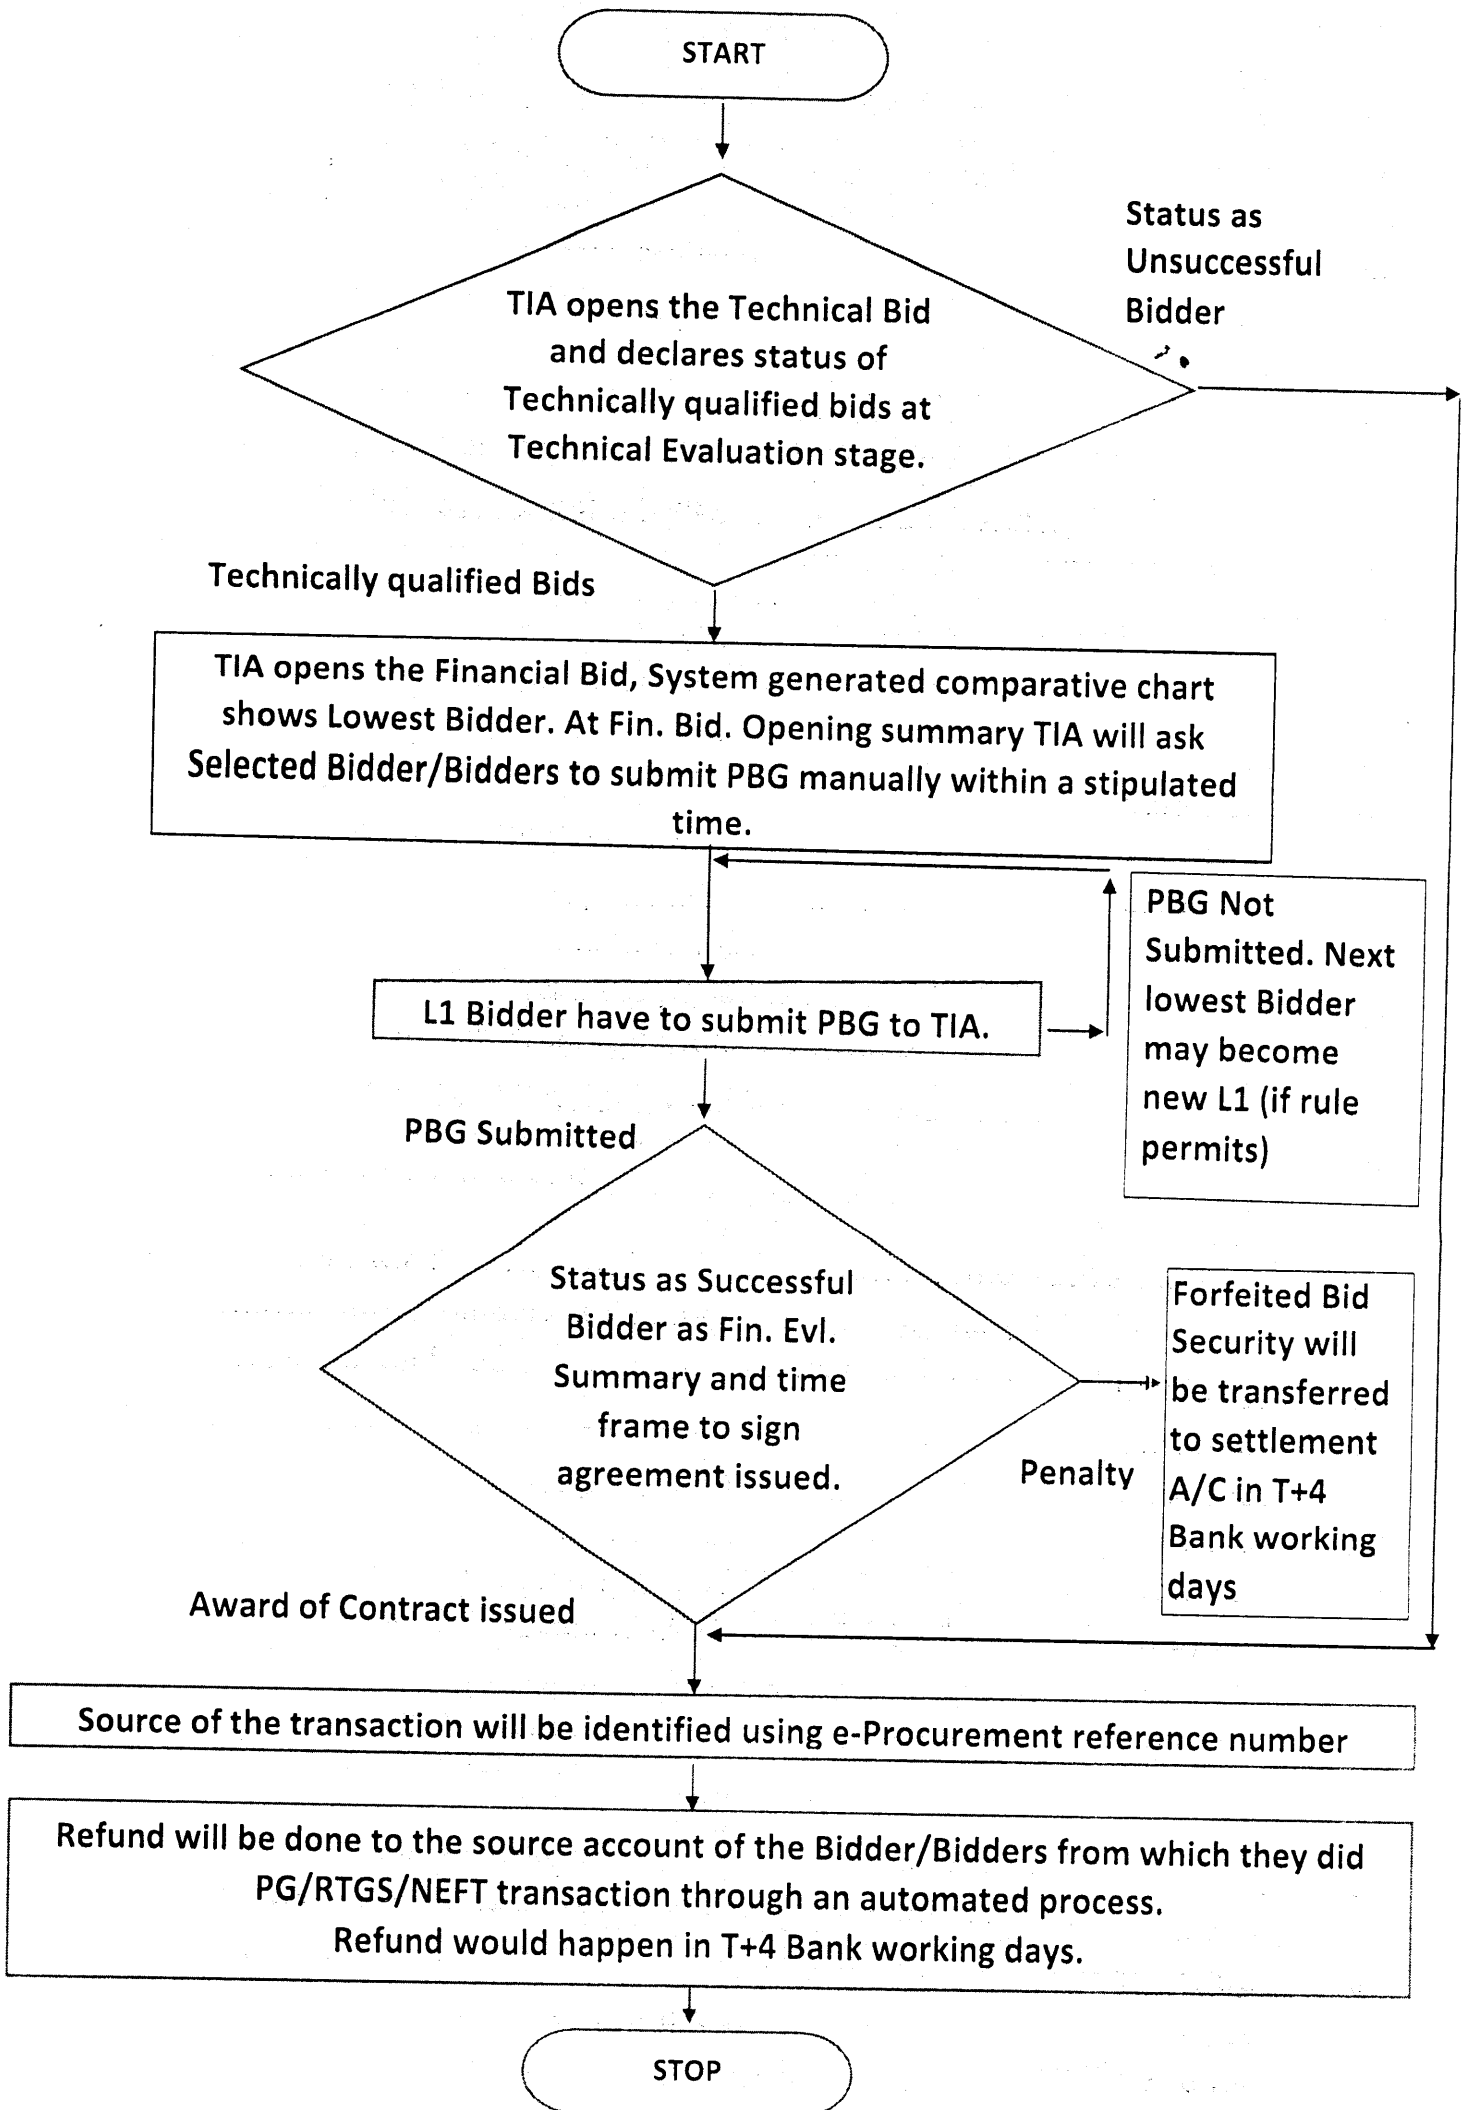 START
Status as
Unsuccessful
Bidder
TIA opens the Technical Bid
and declares status of
Technically qualified bids at
Technical Evaluation stage.
Technically qualified Bids
TIA opens the Financial Bid, System generated comparative chart
shows Lowest Bidder. At Fin. Bid. Opening summary TIA will ask
Selected Bidder/Bidders to submit PBG manually within a stipulated
time.
PBG Not
Submitted. Next
lowest Bidder
may become
new L1 (if rule
permits)
L1 Bidder have to submit PBG to TIA.
PBG Submitted
Status as Successful
Bidder as Fin. Evl.
Summary and time
frame to sign
agreement issued.
Penalty
Forfeited Bid
Security will
be transferred
to settlement
A/C in T+4
Bank working
days
Award of Contract issued
Source of the transaction will be identified using e-Procurement reference number
Refund will be done to the source account of the Bidder/Bidders from which they did
PG/RTGS/NEFT transaction through an automated process.
Refund would happen in T+4 Bank working days.
STOP